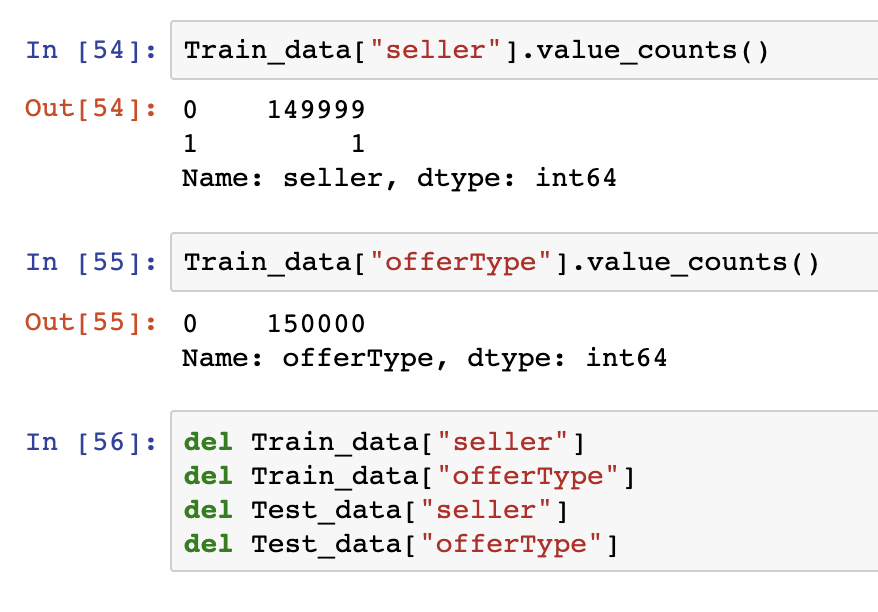 In [54]: Train_data["seller"].value_counts()
Out[54]: 0    149999
1         1
Name: seller, dtype: int64
In [55]: Train_data["offerType"].value_counts()
Out[55]: 0    150000
Name: offerType, dtype: int64
In [56]: del Train_data["seller"]
del Train_data["offerType"]
del Test_data["seller"]
del Test_data["offerType"]